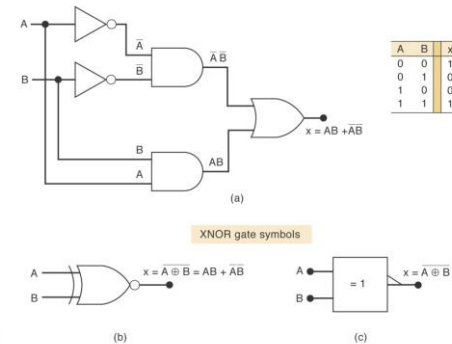 A
A̅
B̅
A̅ B̅
B
x = AB + A̅B̅
B
A
AB
(a)
A B x
0 0 1
0 1 0
1 0 0
1 1 1
XNOR gate symbols
A
B
x = A̅ ̅⊕̅ ̅B̅ = AB + A̅B̅
(b)
A
B
= 1
x = A̅ ̅⊕̅ ̅B̅
(c)